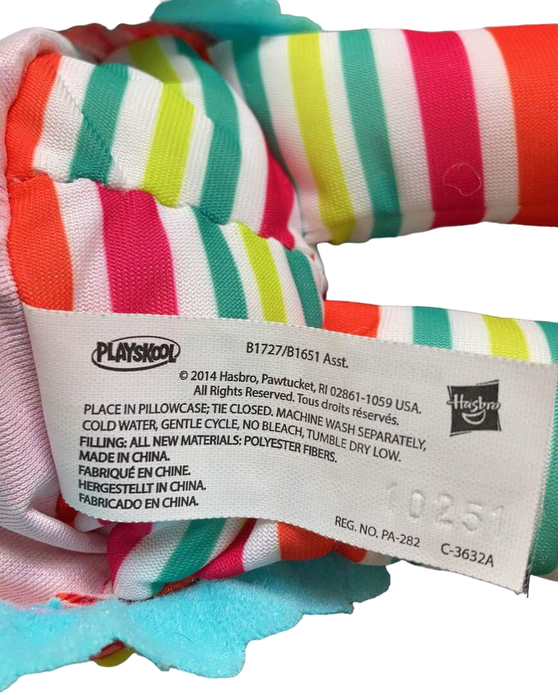 PLAYSKOOL
B1727/B1651 Asst.
© 2014 Hasbro, Pawtucket, RI 02861-1059 USA.
All Rights Reserved. Tous droits réservés.
PLACE IN PILLOWCASE; TIE CLOSED. MACHINE WASH SEPARATELY,
COLD WATER, GENTLE CYCLE, NO BLEACH, TUMBLE DRY LOW.
FILLING: ALL NEW MATERIALS: POLYESTER FIBERS.
MADE IN CHINA.
FABRIQUÉ EN CHINE.
HERGESTELLT IN CHINA.
FABRICADO EN CHINA.
Hasbro
10251
REG. NO. PA-282 C-3632A